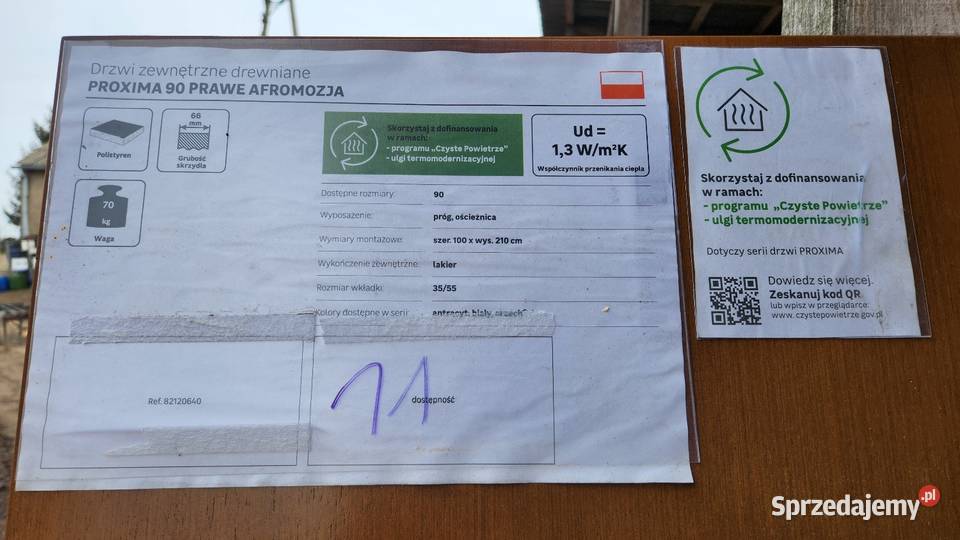 Drzwi zewnętrzne drewniane
PROXIMA 90 PRAWE AFROMOZJA
Polistyren
66
mm
Grubość
skrzydła
70
kg
Waga
Skorzystaj z dofinansowania
w ramach:
- programu „Czyste Powietrze”
- ulgi termomodernizacyjnej
Ud =
1,3 W/m²K
Współczynnik przenikania ciepła
Dostępne rozmiary: 90
Wyposażenie: próg, ościeżnica
Wymiary montażowe: szer. 100 x wys. 210 cm
Wykończenie zewnętrzne: lakier
Rozmiar wkładki: 35/55
Kolory dostępne w serii: antracyt, biały, orzech
Ref. 82120640
11
dostępność
Skorzystaj z dofinansowania
w ramach:
- programu „Czyste Powietrze”
- ulgi termomodernizacyjnej
Dotyczy serii drzwi PROXIMA
Dowiedz się więcej.
Zeskanuj kod QR
lub wpisz w przeglądarce:
www.czystepowietrze.gov.pl
Sprzedajemy.pl